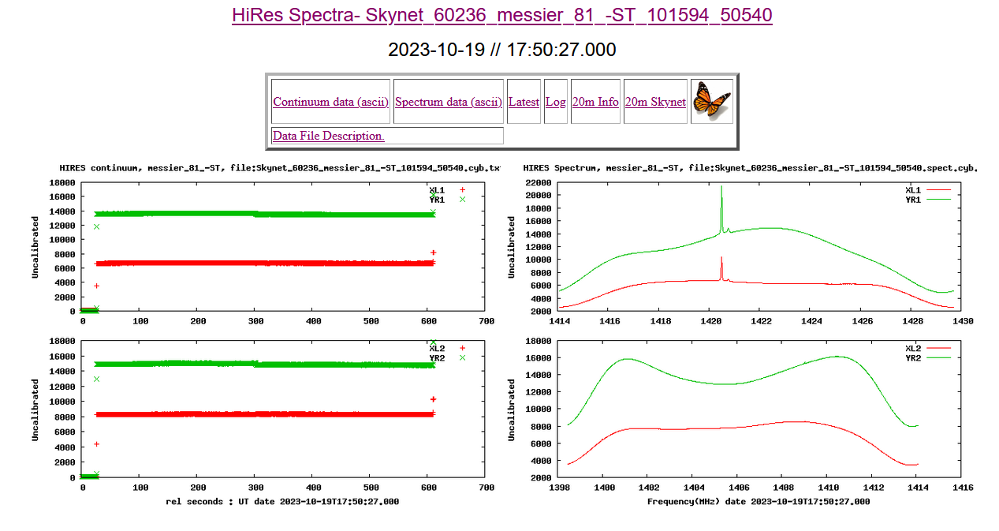 HiRes Spectra- Skynet_60236_messier_81_-ST_101594_50540
2023-10-19 // 17:50:27.000
Continuum data (ascii) Spectrum data (ascii) Latest Log 20m Info 20m Skynet
Data File Description.
HIRES continuum, messier_81_-ST, file:Skynet_60236_messier_81_-ST_101594_50540.cyb.tx
18000
16000
14000
12000
10000
8000
6000
4000
2000
0
Uncalibrated
XL1
YR1
0 100 200 300 400 500 600 700
HIRES Spectrum, messier_81_-ST, file:Skynet_60236_messier_81_-ST_101594_50540.spect.cyb.
22000
20000
18000
16000
14000
12000
10000
8000
6000
4000
2000
Uncalibrated
XL1
YR1
1414 1416 1418 1420 1422 1424 1426 1428 1430
18000
16000
14000
12000
10000
8000
6000
4000
2000
0
Uncalibrated
XL2
YR2
0 100 200 300 400 500 600 700
rel seconds : UT date 2023-10-19T17:50:27.000
18000
16000
14000
12000
10000
8000
6000
4000
2000
Uncalibrated
XL2
YR2
1398 1400 1402 1404 1406 1408 1410 1412 1414 1416
Frequency(MHz) date 2023-10-19T17:50:27.000